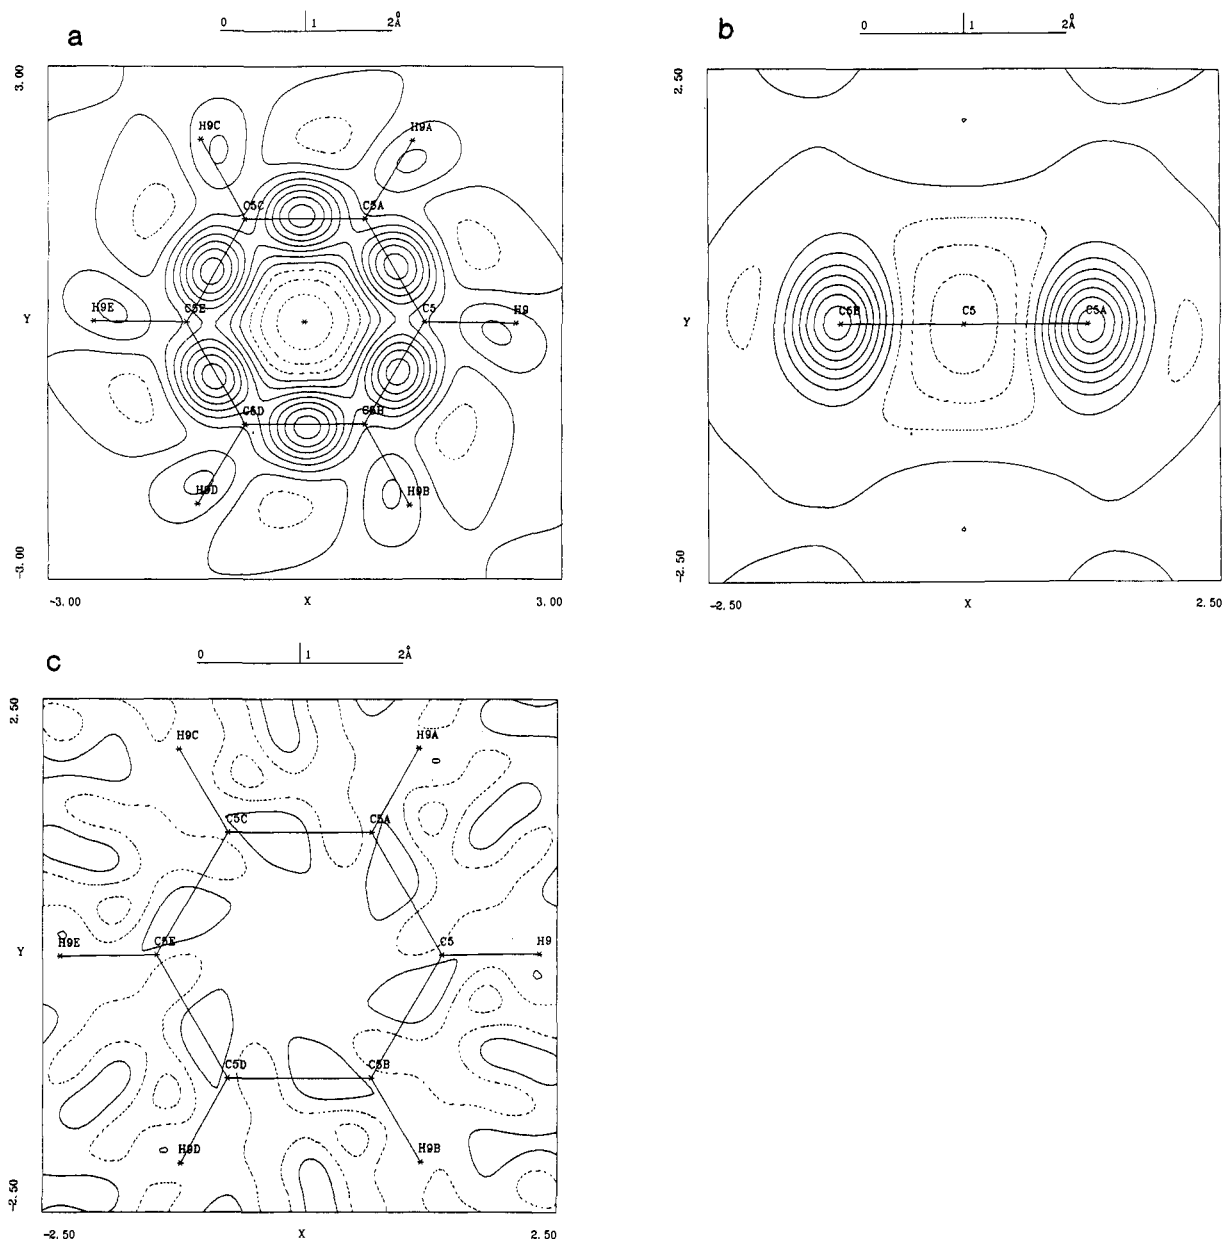 a
0 1 2Å
3.00
H9C H9A
C5C C5A
H9E C5E C5 H9
Y
C5D C5B
H9D H9B
-3.00
-3.00 X 3.00
b
0 1 2Å
2.50
C5B C5 C5A
Y
-2.50
-2.50 X 2.50
c
0 1 2Å
2.50
H9C H9A
C5C C5A
H9E C5E C5 H9
Y
C5D C5B
H9D H9B
-2.50
-2.50 X 2.50